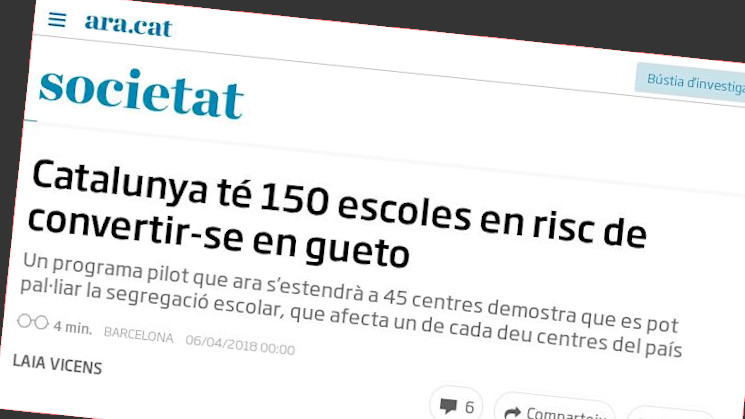 ara.cat
societat
Bústia d'investiga
Catalunya té 150 escoles en risc de
convertir-se en gueto
Un programa pilot que ara s'estendrà a 45 centres demostra que es pot
pal·liar la segregació escolar, que afecta un de cada deu centres del país
4 min. BARCELONA 06/04/2018 00:00
LAIA VICENS
6 Comparteix